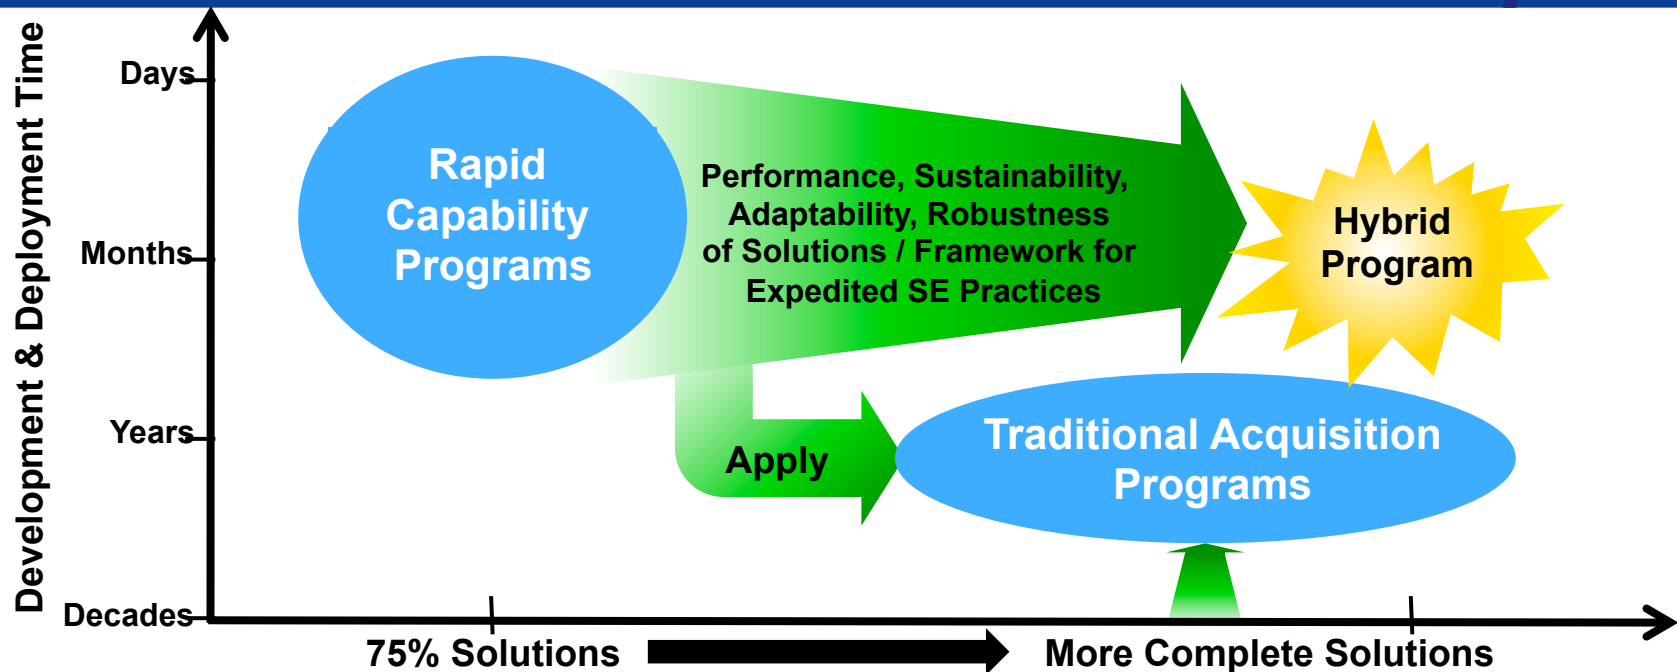 Development & Deployment Time
Days
Months
Years
Decades
Rapid
Capability
Programs
Performance, Sustainability,
Adaptability, Robustness
of Solutions / Framework for
Expedited SE Practices
Hybrid
Program
Apply
Traditional Acquisition
Programs
75% Solutions
More Complete Solutions